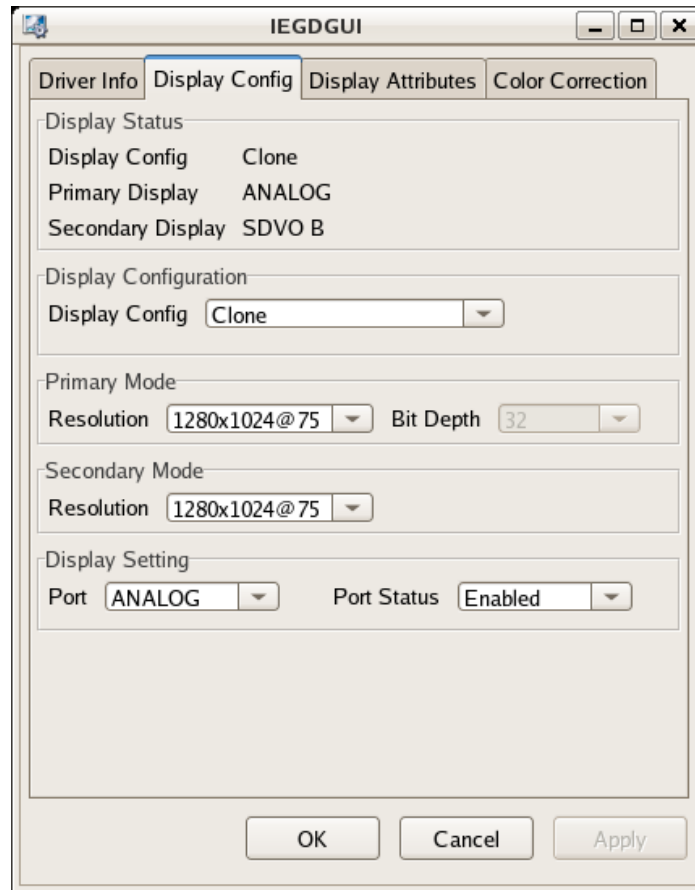 IEGDGUI
Driver Info Display Config Display Attributes Color Correction
Display Status
Display Config Clone
Primary Display ANALOG
Secondary Display SDVO B
Display Configuration
Display Config Clone
Primary Mode
Resolution 1280x1024@75 Bit Depth 32
Secondary Mode
Resolution 1280x1024@75
Display Setting
Port ANALOG Port Status Enabled
OK Cancel Apply